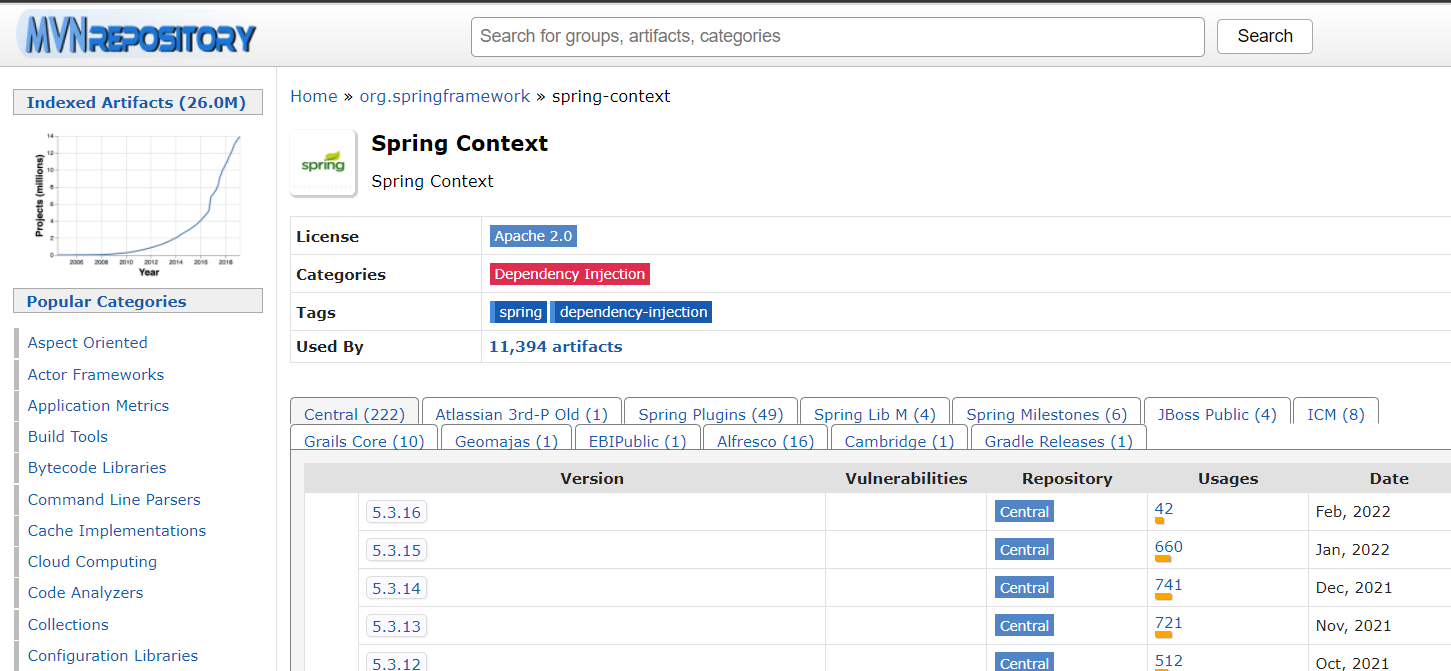 MVNREPOSITORY
Search for groups, artifacts, categories
Search
Indexed Artifacts (26.0M)
Projects (millions)
14
12
10
8
6
4
2
0
2006 2008 2010 2012 2014 2016 2018
Year
Popular Categories
Aspect Oriented
Actor Frameworks
Application Metrics
Build Tools
Bytecode Libraries
Command Line Parsers
Cache Implementations
Cloud Computing
Code Analyzers
Collections
Configuration Libraries
Home » org.springframework » spring-context
spring
Spring Context
Spring Context
License Apache 2.0
Categories Dependency Injection
Tags spring dependency-injection
Used By 11,394 artifacts
Central (222) Atlassian 3rd-P Old (1) Spring Plugins (49) Spring Lib M (4) Spring Milestones (6) JBoss Public (4) ICM (8)
Grails Core (10) Geomajas (1) EBIPublic (1) Alfresco (16) Cambridge (1) Gradle Releases (1)
Version Vulnerabilities Repository Usages Date
5.3.16 Central 42 Feb, 2022
5.3.15 Central 660 Jan, 2022
5.3.14 Central 741 Dec, 2021
5.3.13 Central 721 Nov, 2021
5.3.12 Central 512 Oct, 2021